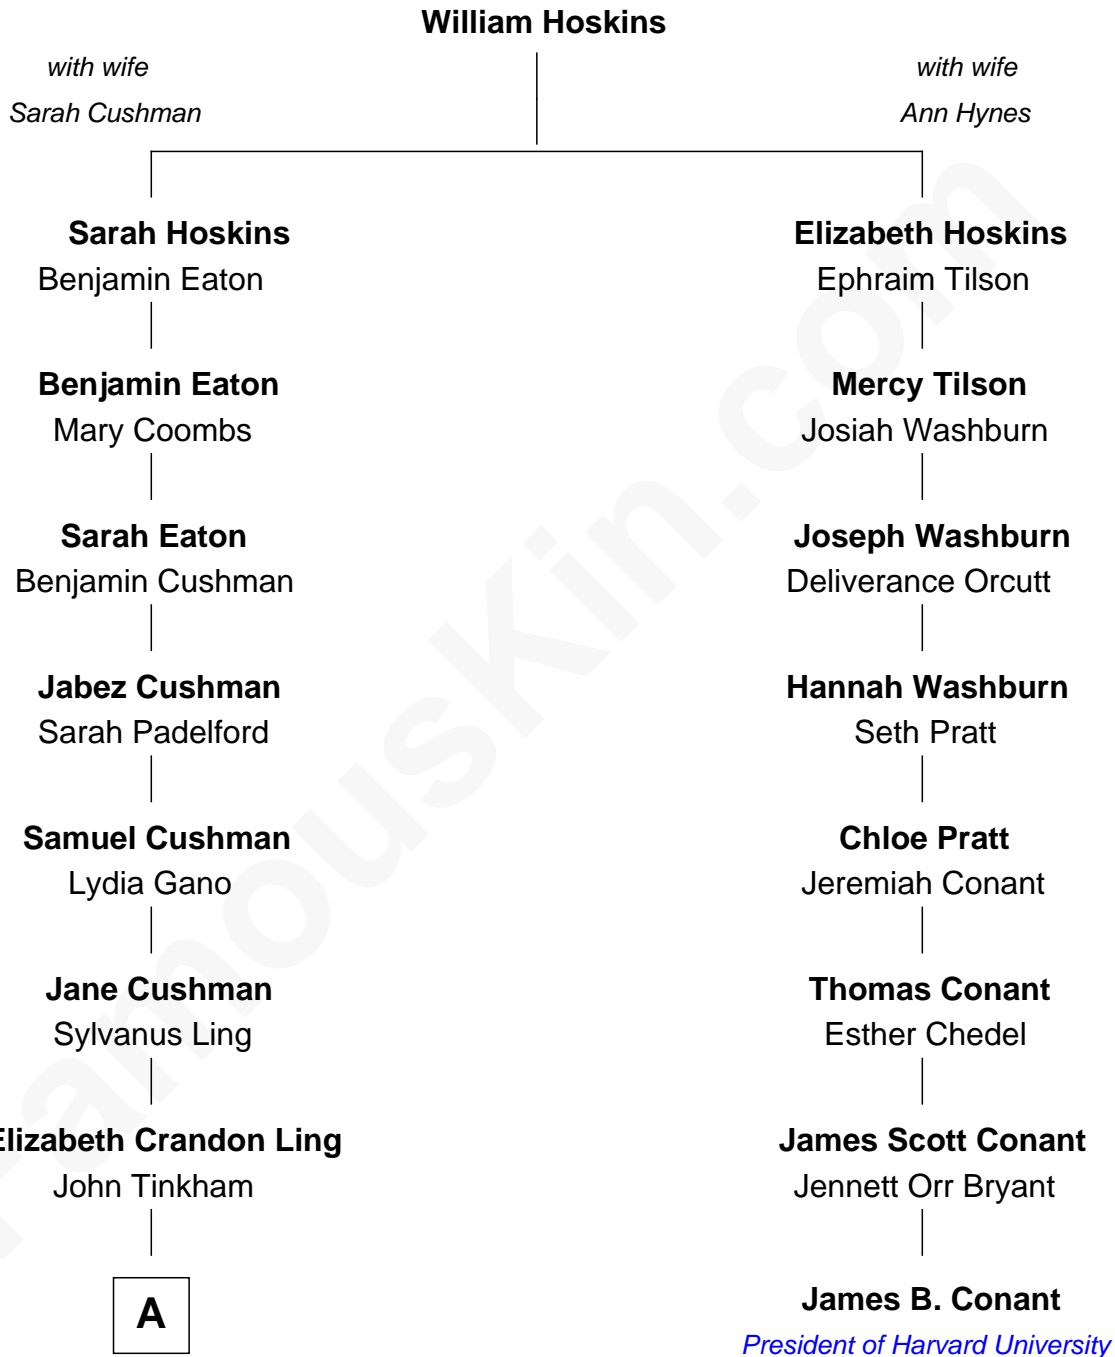 William Hoskins
with wife
Sarah Cushman
with wife
Ann Hynes
Sarah Hoskins
Benjamin Eaton
Elizabeth Hoskins
Ephraim Tilson
Benjamin Eaton
Mary Coombs
Mercy Tilson
Josiah Washburn
Sarah Eaton
Benjamin Cushman
Joseph Washburn
Deliverance Orcutt
Jabez Cushman
Sarah Padelford
Hannah Washburn
Seth Pratt
Samuel Cushman
Lydia Gano
Chloe Pratt
Jeremiah Conant
Jane Cushman
Sylvanus Ling
Thomas Conant
Esther Chedel
Elizabeth Crandon Ling
John Tinkham
James Scott Conant
Jennett Orr Bryant
A
James B. Conant
President of Harvard University
FamousKin.com